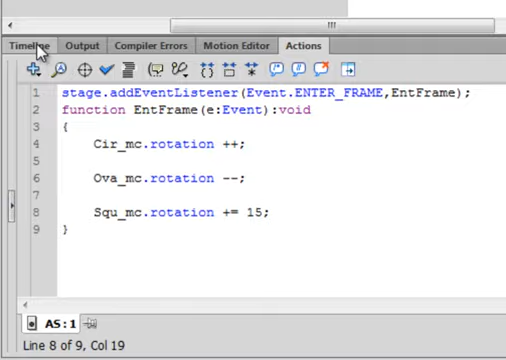 Timeline Output Compiler Errors Motion Editor Actions
1 stage.addEventListener(Event.ENTER_FRAME,EntFrame);
2 function EntFrame(e:Event):void
3 {
4 Cir_mc.rotation ++;
5
6 Ova_mc.rotation --;
7
8 Squ_mc.rotation += 15;
9 }
AS:1
Line 8 of 9, Col 19